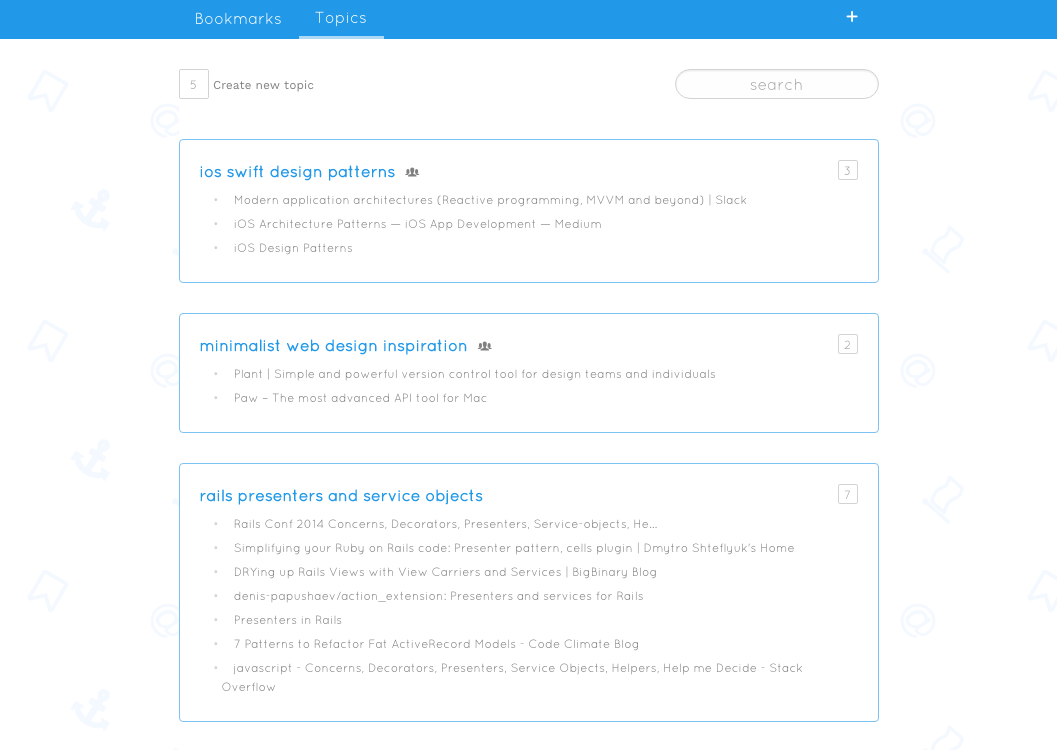 Bookmarks Topics +
5 Create new topic search
ios swift design patterns 3
Modern application architectures (Reactive programming, MVVM and beyond) | Slack
iOS Architecture Patterns — iOS App Development — Medium
iOS Design Patterns
minimalist web design inspiration 2
Plant | Simple and powerful version control tool for design teams and individuals
Paw – The most advanced API tool for Mac
rails presenters and service objects 7
Rails Conf 2014 Concerns, Decorators, Presenters, Service-objects, He...
Simplifying your Ruby on Rails code: Presenter pattern, cells plugin | Dmytro Shteflyuk's Home
DRYing up Rails Views with View Carriers and Services | BigBinary Blog
denis-papushaev/action_extension: Presenters and services for Rails
Presenters in Rails
7 Patterns to Refactor Fat ActiveRecord Models - Code Climate Blog
javascript - Concerns, Decorators, Presenters, Service Objects, Helpers, Help me Decide - Stack
Overflow